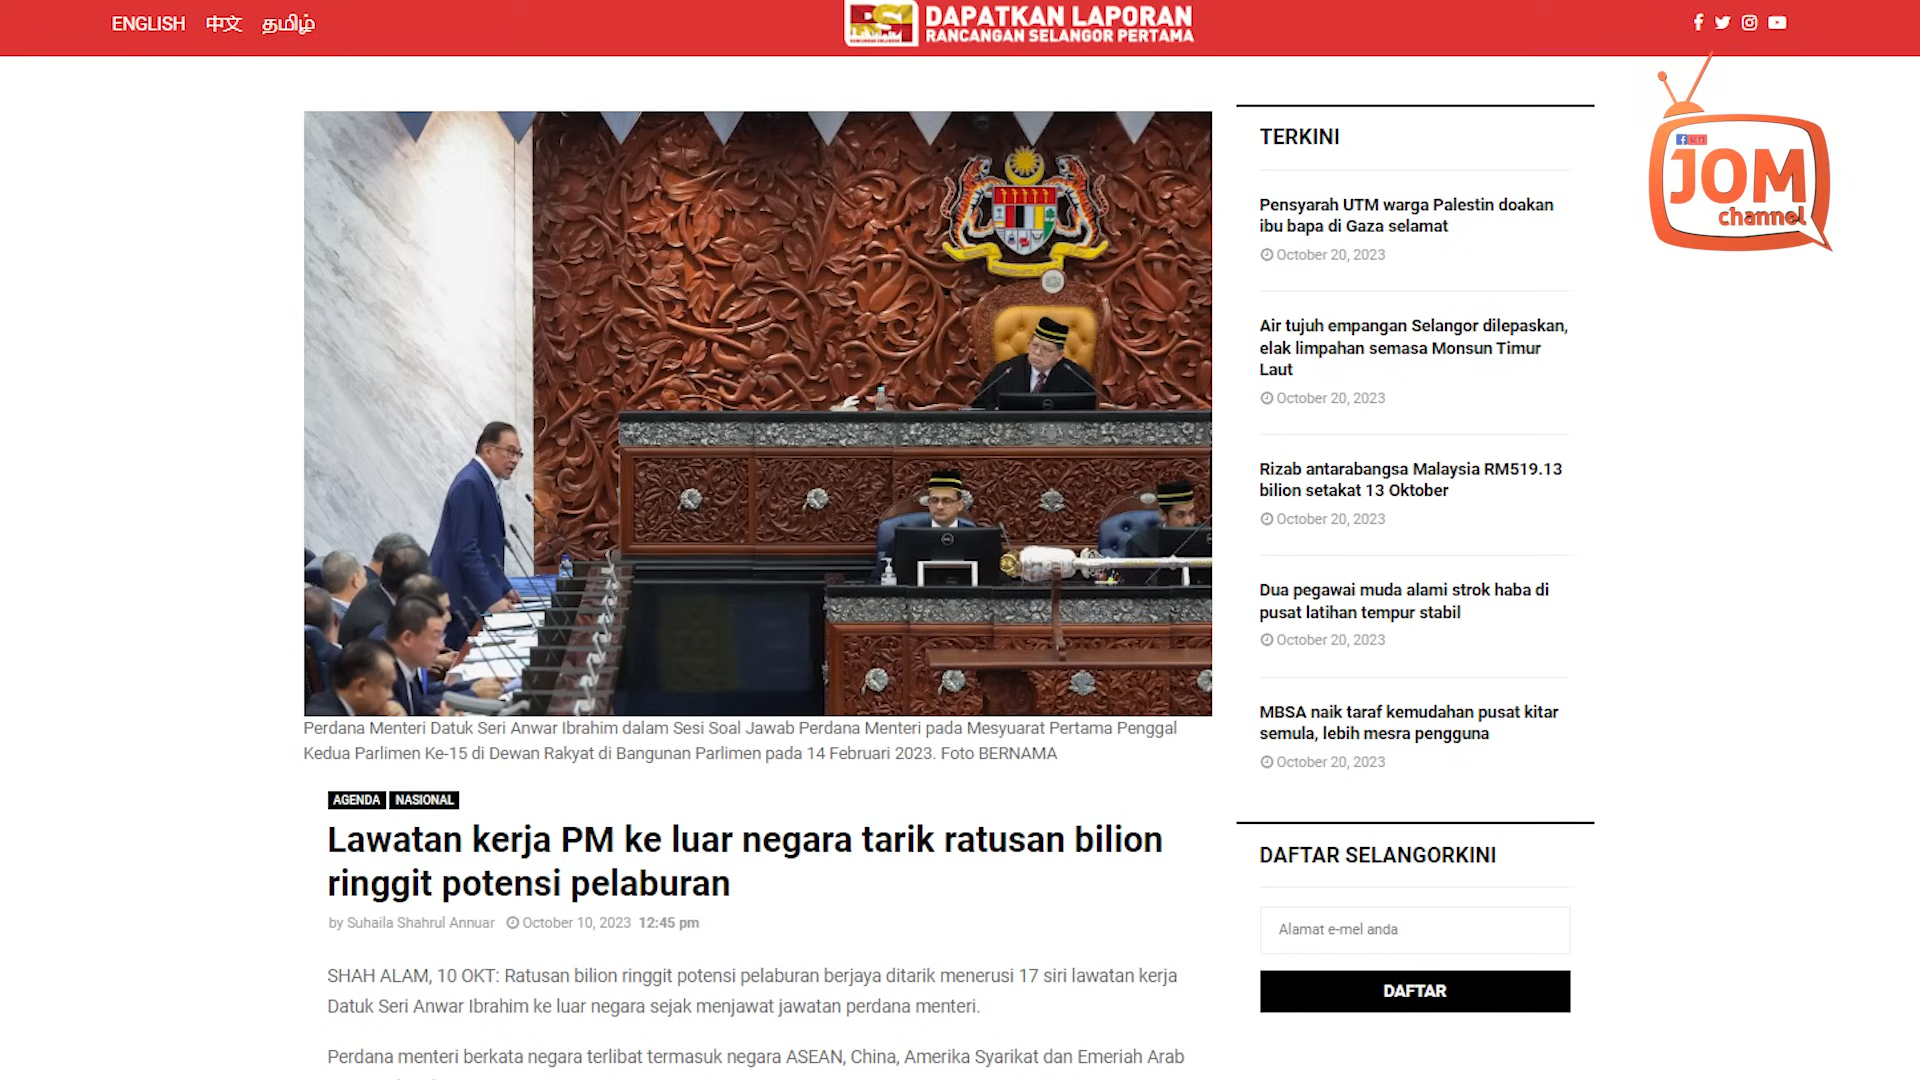 ENGLISH 中文 தமிழ்
DAPATKAN LAPORAN
RANCANGAN SELANGOR PERTAMA
JOM
channel
Perdana Menteri Datuk Seri Anwar Ibrahim dalam Sesi Soal Jawab Perdana Menteri pada Mesyuarat Pertama Penggal
Kedua Parlimen Ke-15 di Dewan Rakyat di Bangunan Parlimen pada 14 Februari 2023. Foto BERNAMA
AGENDA NASIONAL
Lawatan kerja PM ke luar negara tarik ratusan bilion
ringgit potensi pelaburan
by Suhaila Shahrul Annuar October 10, 2023 12:45 pm
SHAH ALAM, 10 OKT: Ratusan bilion ringgit potensi pelaburan berjaya ditarik menerusi 17 siri lawatan kerja
Datuk Seri Anwar Ibrahim ke luar negara sejak menjawat jawatan perdana menteri.
Perdana menteri berkata negara terlibat termasuk negara ASEAN, China, Amerika Syarikat dan Emeriah Arab
TERKINI
Pensyarah UTM warga Palestin doakan
ibu bapa di Gaza selamat
October 20, 2023
Air tujuh empangan Selangor dilepaskan,
elak limpahan semasa Monsun Timur
Laut
October 20, 2023
Rizab antarabangsa Malaysia RM519.13
bilion setakat 13 Oktober
October 20, 2023
Dua pegawai muda alami strok haba di
pusat latihan tempur stabil
October 20, 2023
MBSA naik taraf kemudahan pusat kitar
semula, lebih mesra pengguna
October 20, 2023
DAFTAR SELANGORKINI
Alamat e-mel anda
DAFTAR